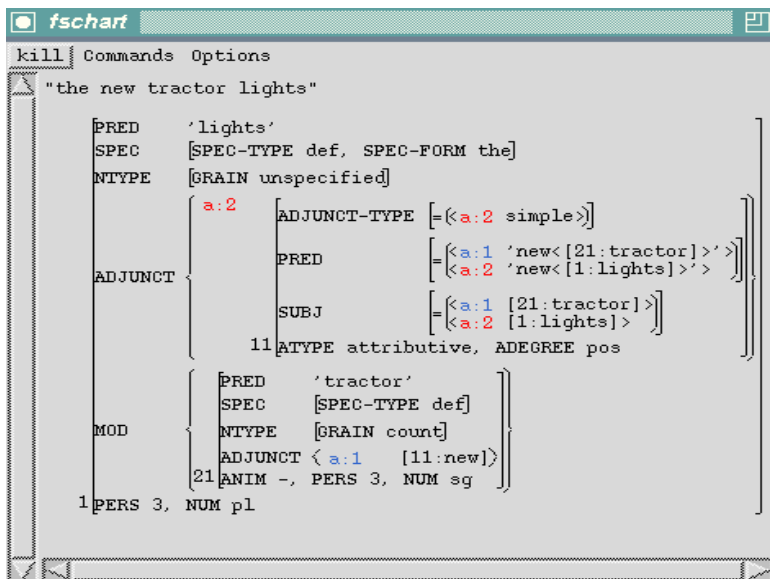 fschart
kill Commands Options
"the new tractor lights"
PRED 'lights'
SPEC [SPEC-TYPE def, SPEC-FORM the]
NTYPE [GRAIN unspecified]
a:2
ADJUNCT-TYPE [=(<a:2 simple>)]
PRED =(<a:1 'new<[21:tractor]>'>
<a:2 'new<[1:lights]>'>
ADJUNCT
SUBJ =(<a:1 [21:tractor]>)
<a:2 [1:lights]>
11 ATYPE attributive, ADEGREE pos
PRED 'tractor'
SPEC [SPEC-TYPE def]
MOD NTYPE [GRAIN count]
ADJUNCT { a:1 [11:new]}
21 ANIM -, PERS 3, NUM sg
1 PERS 3, NUM pl